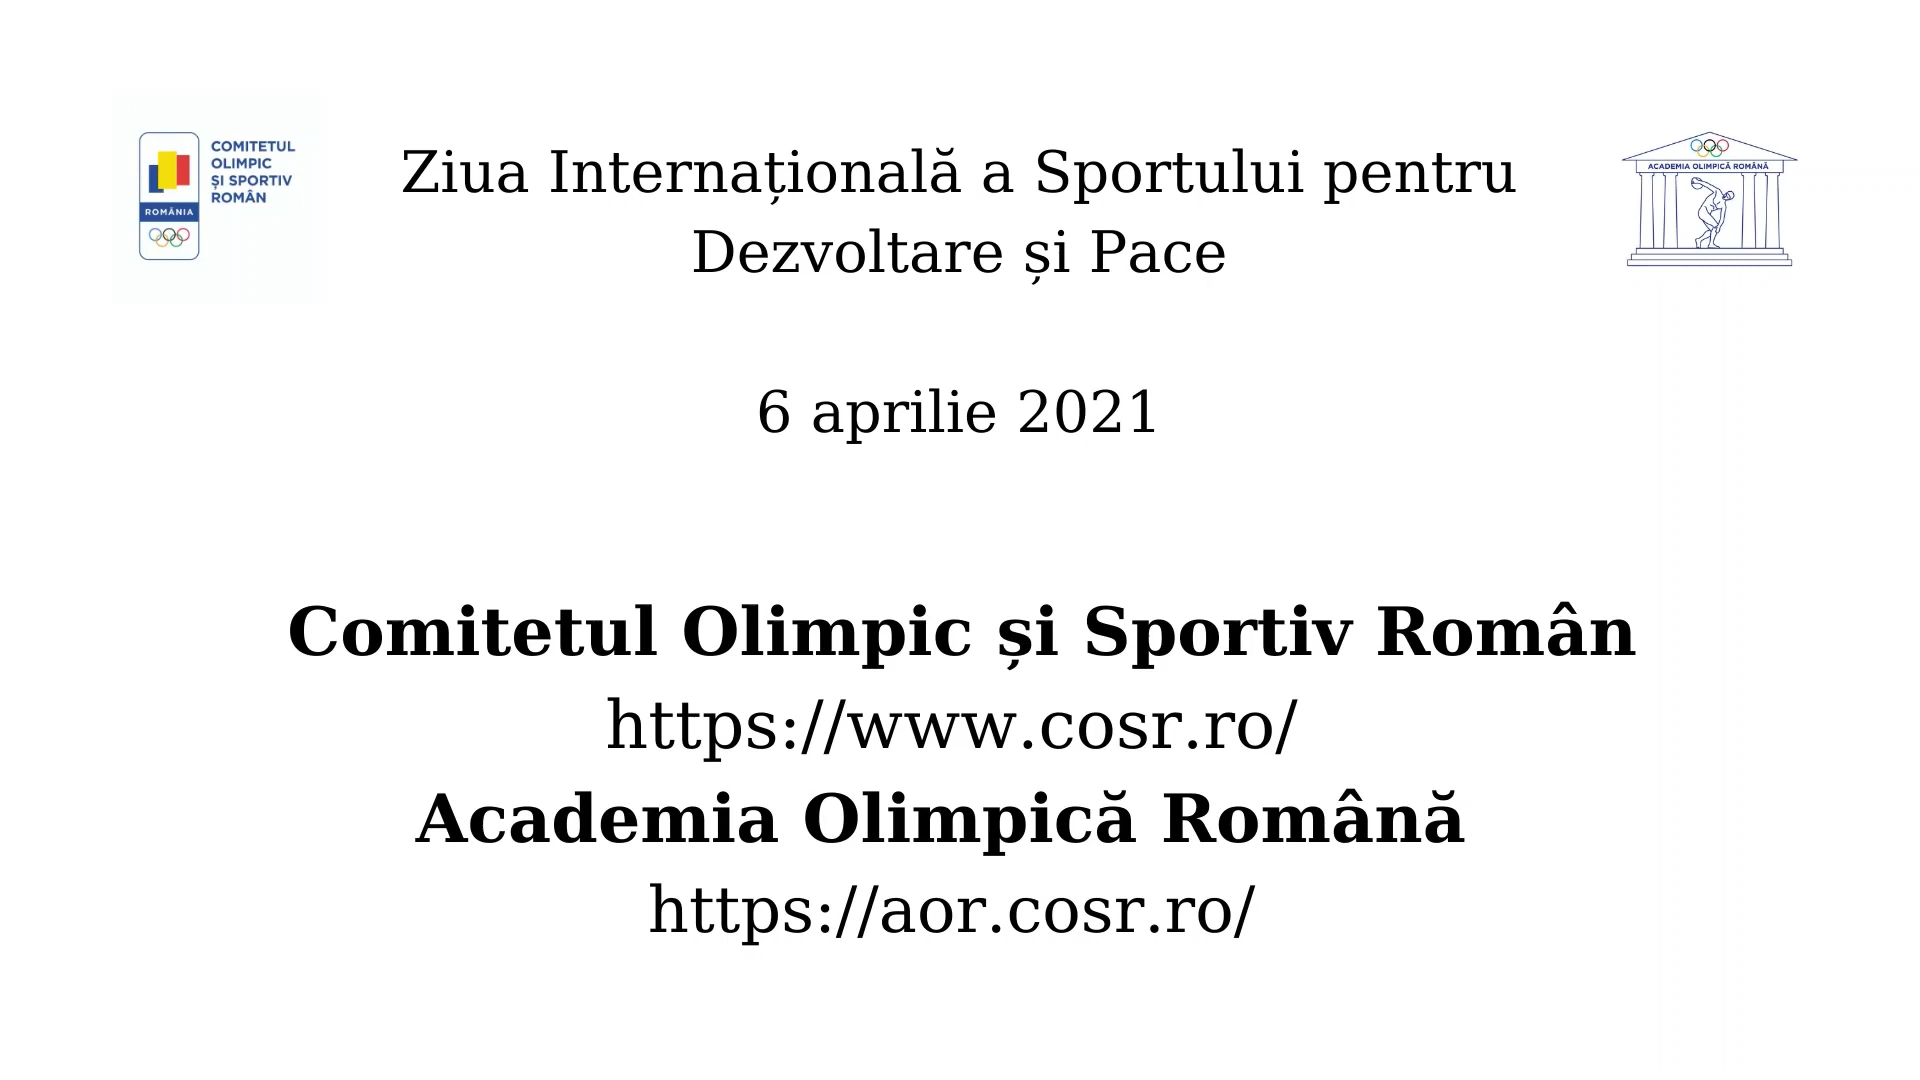 COMITETUL
OLIMPIC
ȘI SPORTIV
ROMÂN
ROMÂNIA
Ziua Internațională a Sportului pentru
Dezvoltare și Pace
ACADEMIA OLIMPICĂ ROMÂNĂ
6 aprilie 2021
Comitetul Olimpic și Sportiv Român
https://www.cosr.ro/
Academia Olimpică Română
https://aor.cosr.ro/